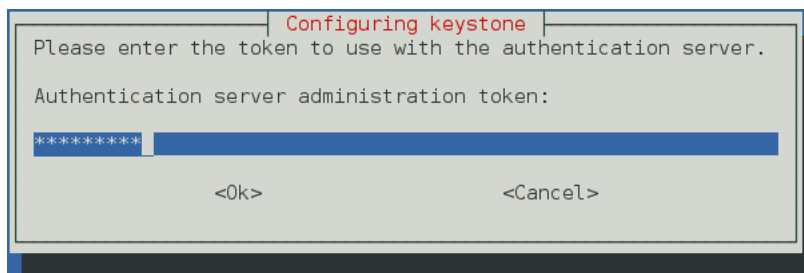 Configuring keystone
Please enter the token to use with the authentication server.
Authentication server administration token:
*********_
<Ok> <Cancel>